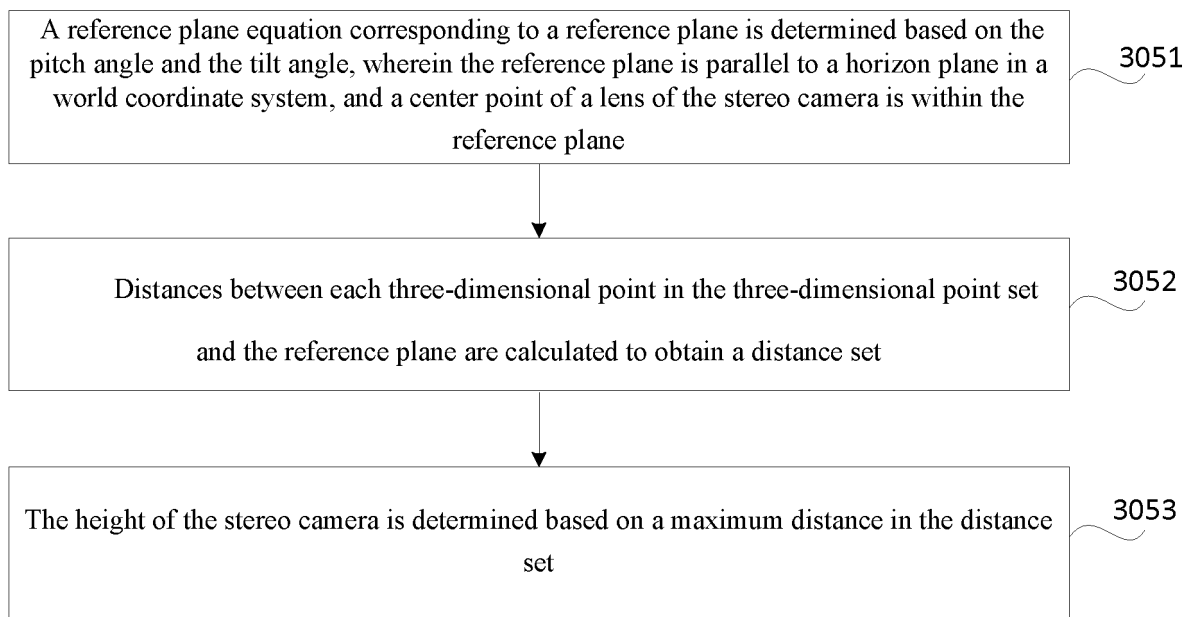 A reference plane equation corresponding to a reference plane is determined based on the
pitch angle and the tilt angle, wherein the reference plane is parallel to a horizon plane in a
world coordinate system, and a center point of a lens of the stereo camera is within the
reference plane
3051
Distances between each three-dimensional point in the three-dimensional point set
and the reference plane are calculated to obtain a distance set
3052
The height of the stereo camera is determined based on a maximum distance in the distance
set
3053